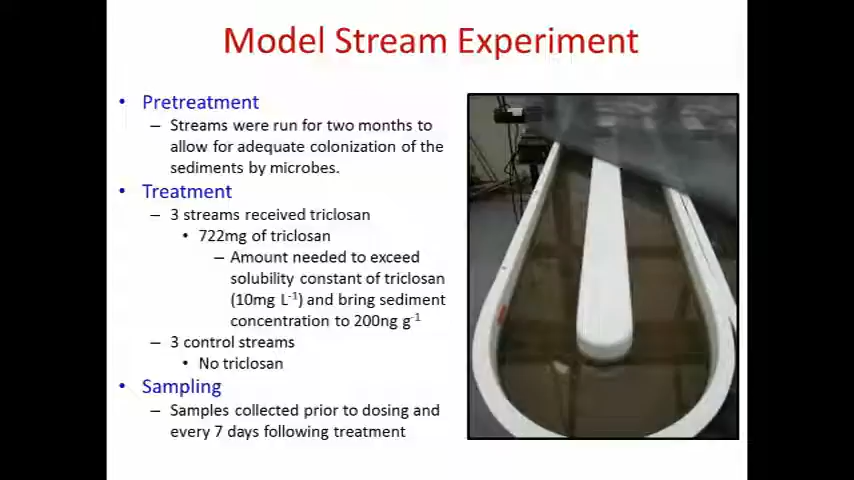 Model Stream Experiment
• Pretreatment
– Streams were run for two months to
allow for adequate colonization of the
sediments by microbes.
• Treatment
– 3 streams received triclosan
• 722mg of triclosan
– Amount needed to exceed
solubility constant of triclosan
(10mg L⁻¹) and bring sediment
concentration to 200ng g⁻¹
– 3 control streams
• No triclosan
• Sampling
– Samples collected prior to dosing and
every 7 days following treatment